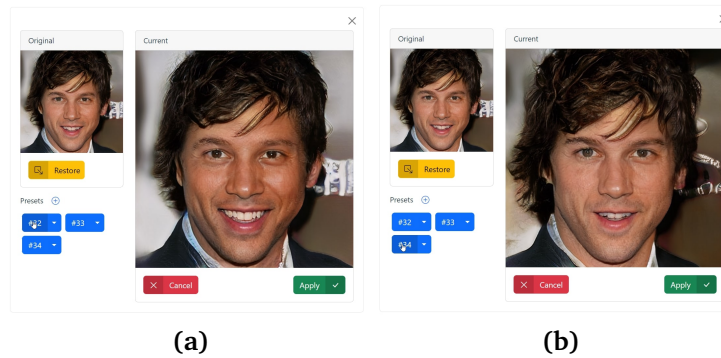 Original
Current
Restore
Presets
#32
#33
#34
Cancel
Apply
(a)
Original
Current
Restore
Presets
#32
#33
#34
Cancel
Apply
(b)